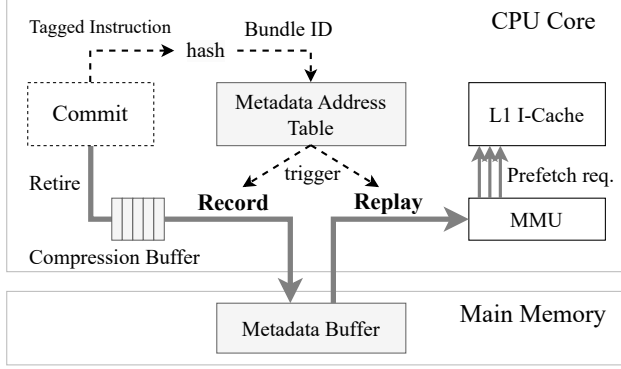 CPU Core
Tagged Instruction
hash
Bundle ID
Commit
Metadata Address
Table
L1 I-Cache
trigger
Prefetch req.
Retire
Record
Replay
MMU
Compression Buffer
Main Memory
Metadata Buffer